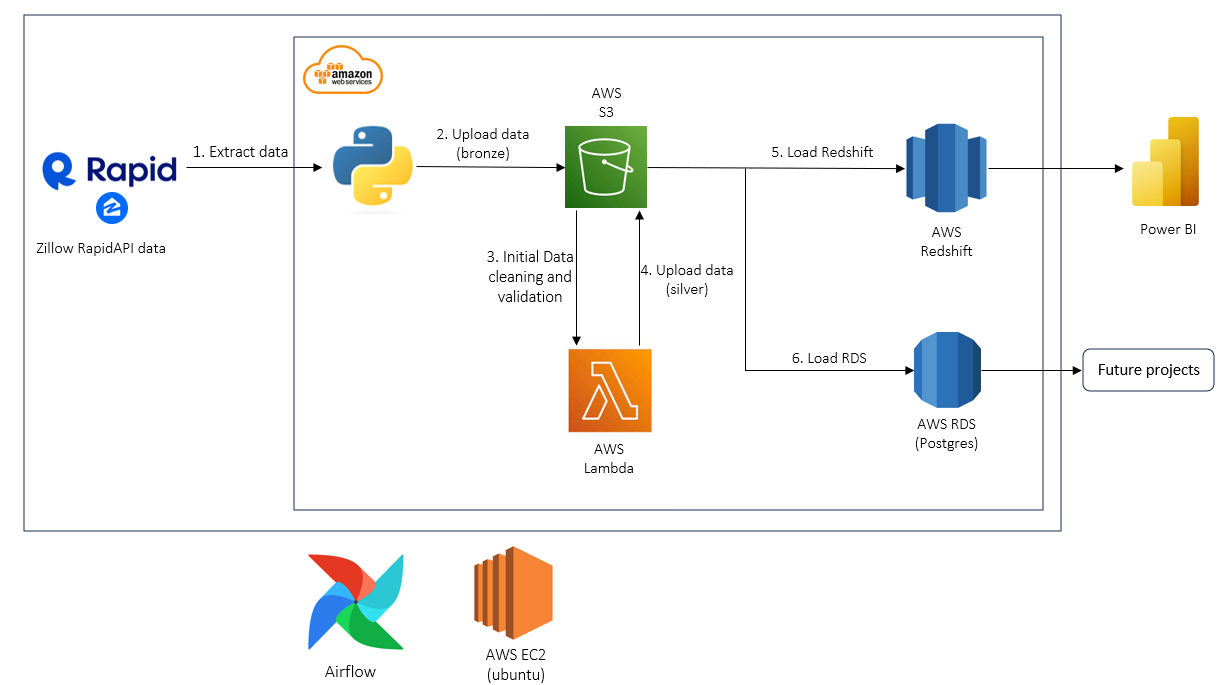 amazon
web services
AWS
S3
1. Extract data
2. Upload data
(bronze)
5. Load Redshift
Rapid
Zillow RapidAPI data
AWS
Redshift
Power BI
3. Initial Data
cleaning and
validation
4. Upload data
(silver)
6. Load RDS
Future projects
AWS RDS
(Postgres)
AWS
Lambda
Airflow
AWS EC2
(ubuntu)